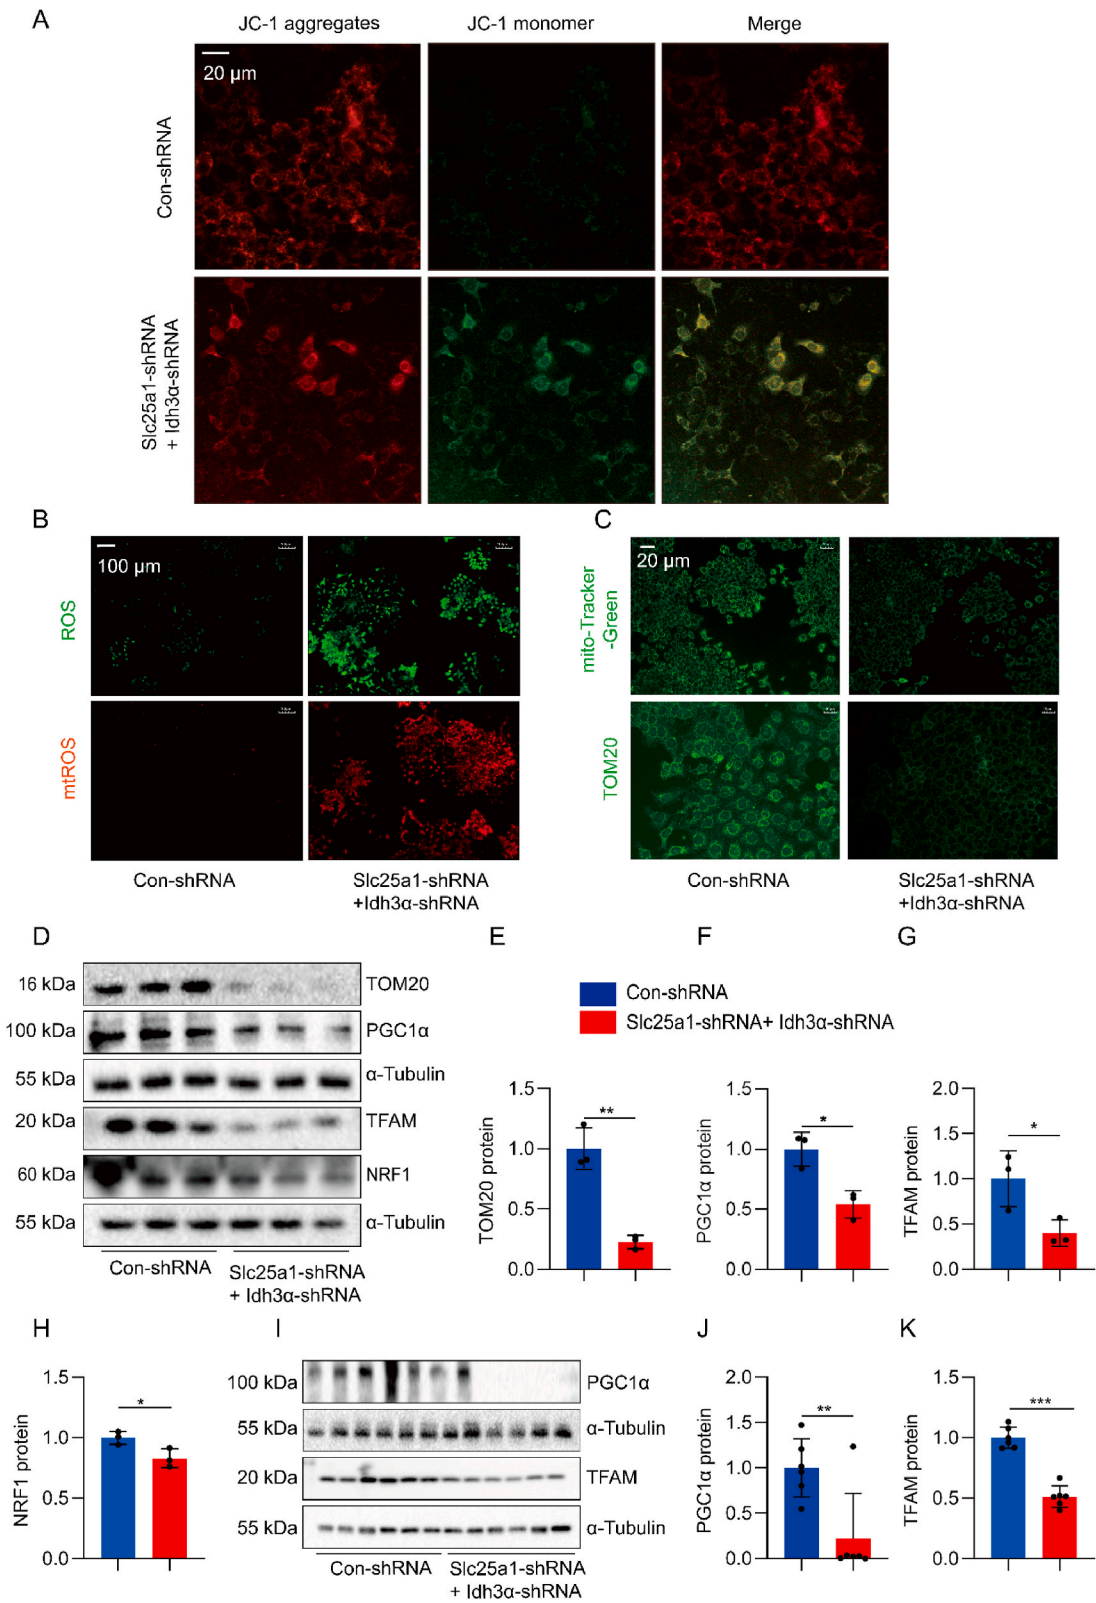 A
JC-1 aggregates
JC-1 monomer
Merge
20 µm
Con-shRNA
Slc25a1-shRNA
+ Idh3α-shRNA
B
C
100 µm
20 µm
ROS
mito-Tracker
-Green
mtROS
TOM20
Con-shRNA
Slc25a1-shRNA
+Idh3α-shRNA
Con-shRNA
Slc25a1-shRNA
+Idh3α-shRNA
D
E
F
G
16 kDa
TOM20
100 kDa
PGC1α
55 kDa
α-Tubulin
20 kDa
TFAM
60 kDa
NRF1
55 kDa
α-Tubulin
Con-shRNA
Slc25a1-shRNA
+ Idh3α-shRNA
Con-shRNA
Slc25a1-shRNA+ Idh3α-shRNA
TOM20 protein
1.5
1.0
0.5
0.0
**
PGC1α protein
1.5
1.0
0.5
0.0
*
TFAM protein
2.0
1.5
1.0
0.5
0.0
*
H
I
J
K
NRF1 protein
1.5
1.0
0.5
0.0
*
100 kDa
PGC1α
55 kDa
α-Tubulin
20 kDa
TFAM
55 kDa
α-Tubulin
Con-shRNA
Slc25a1-shRNA
+ Idh3α-shRNA
PGC1α protein
2.0
1.5
1.0
0.5
0.0
**
TFAM protein
1.5
1.0
0.5
0.0
***